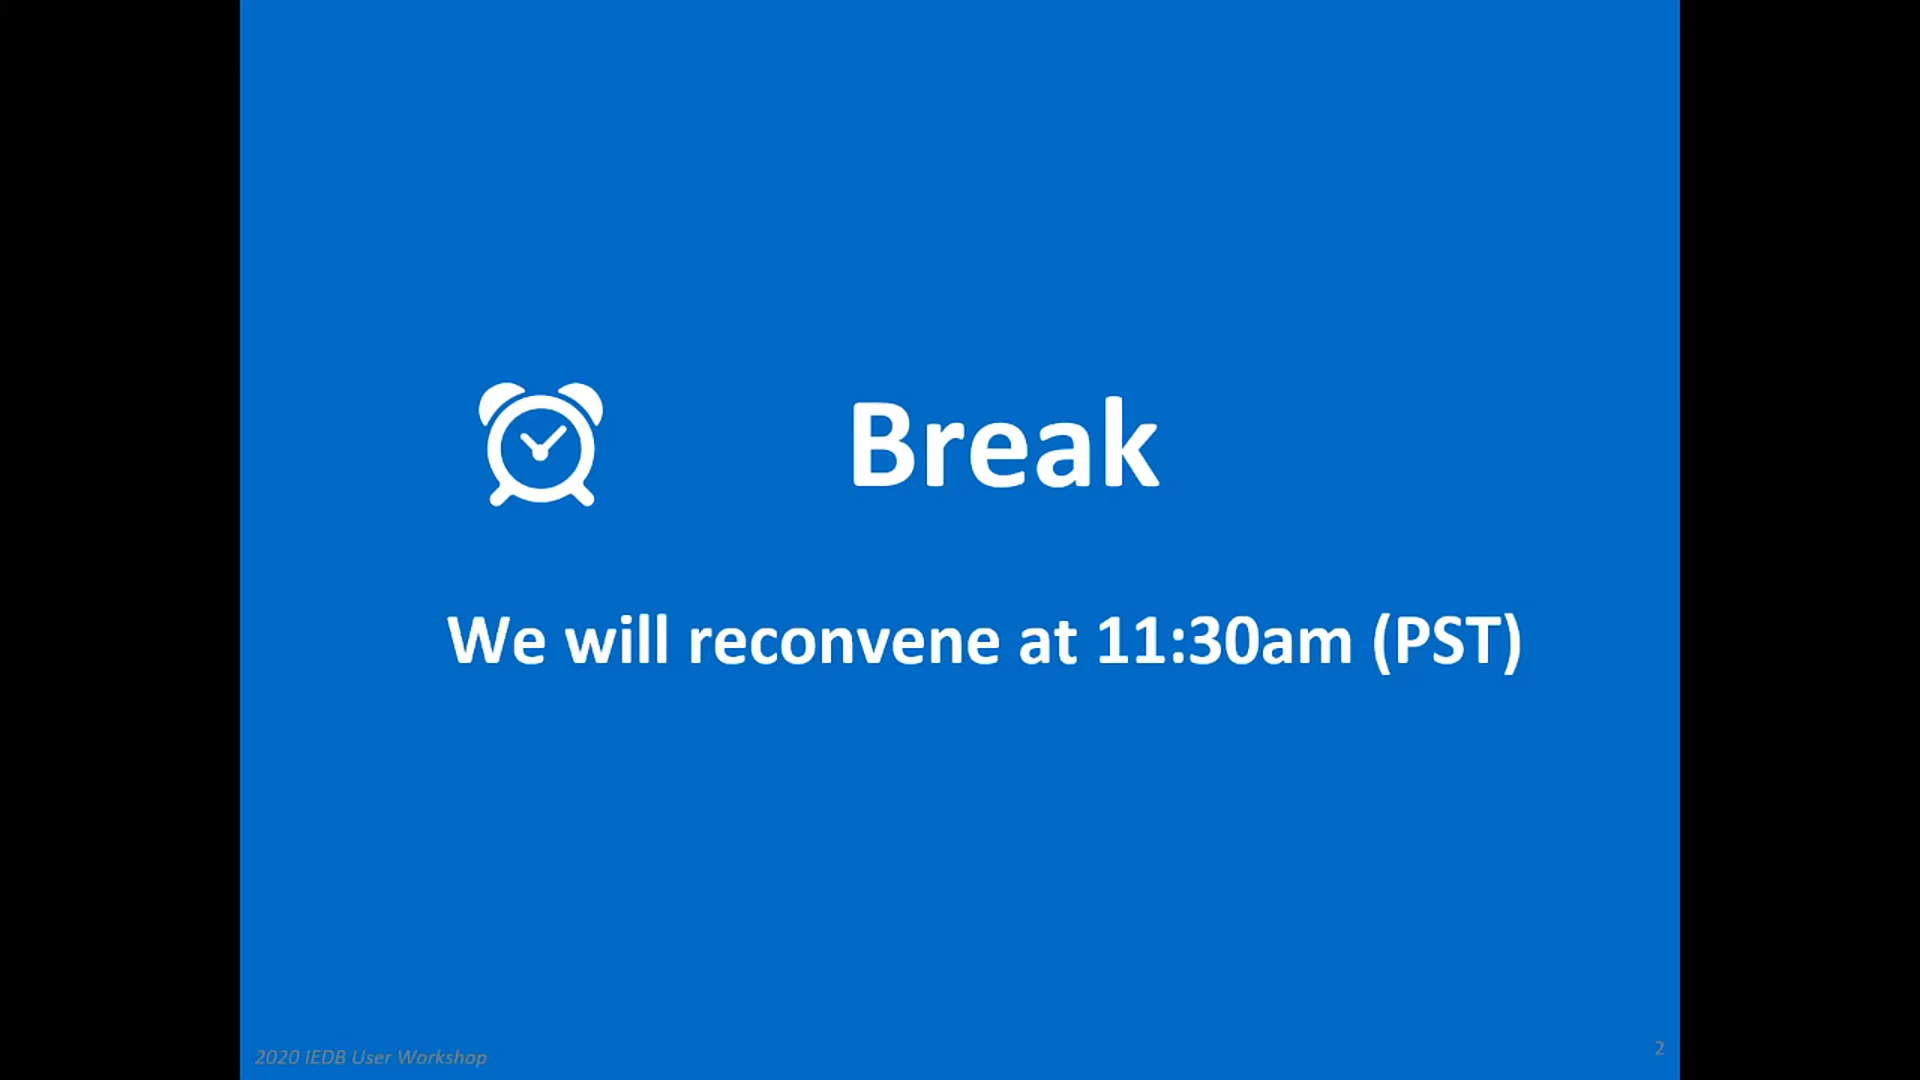 Break
We will reconvene at 11:30am (PST)
2020 IEDB User Workshop
2